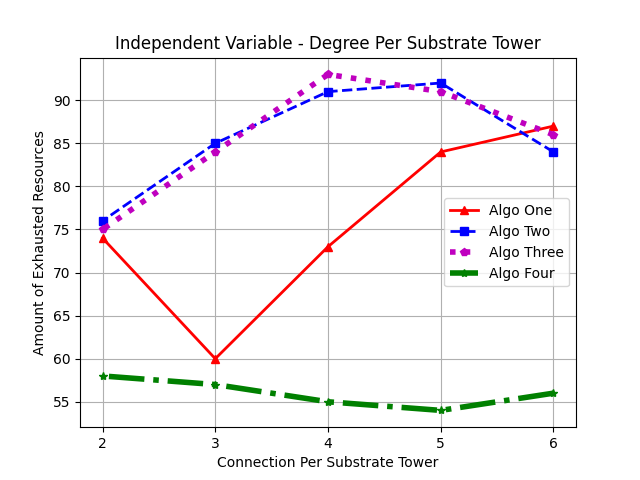 Independent Variable - Degree Per Substrate Tower
Amount of Exhausted Resources
90
85
80
75
70
65
60
55
Algo One
Algo Two
Algo Three
Algo Four
2 3 4 5 6
Connection Per Substrate Tower